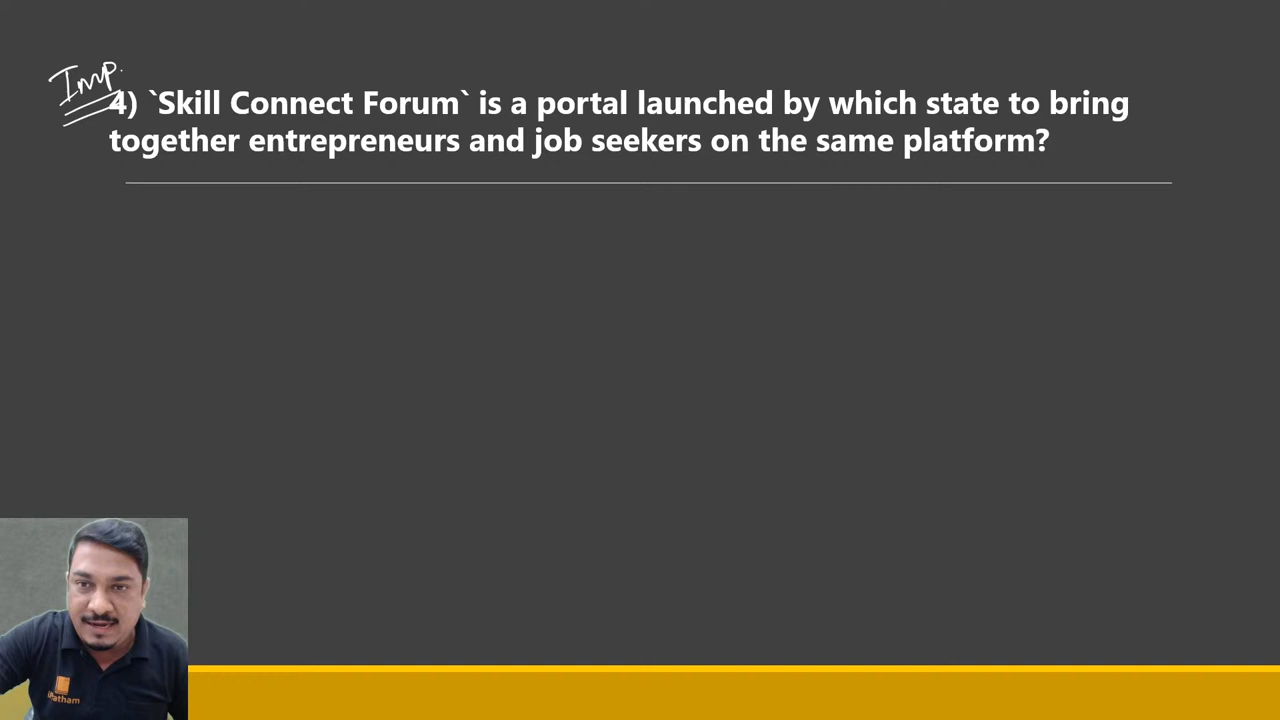 Imp.
4) `Skill Connect Forum` is a portal launched by which state to bring
together entrepreneurs and job seekers on the same platform?